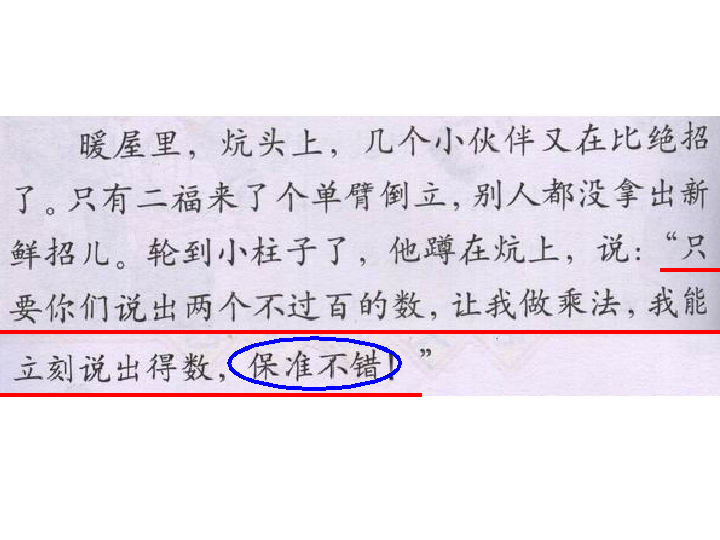 暖屋里，炕头上，几个小伙伴又在比绝招
了。只有二福来了个单臂倒立，别人都没拿出新
鲜招儿。轮到小柱子了，他蹲在炕上，说：“只
要你们说出两个不过百的数，让我做乘法，我能
立刻说出得数，保准不错！”